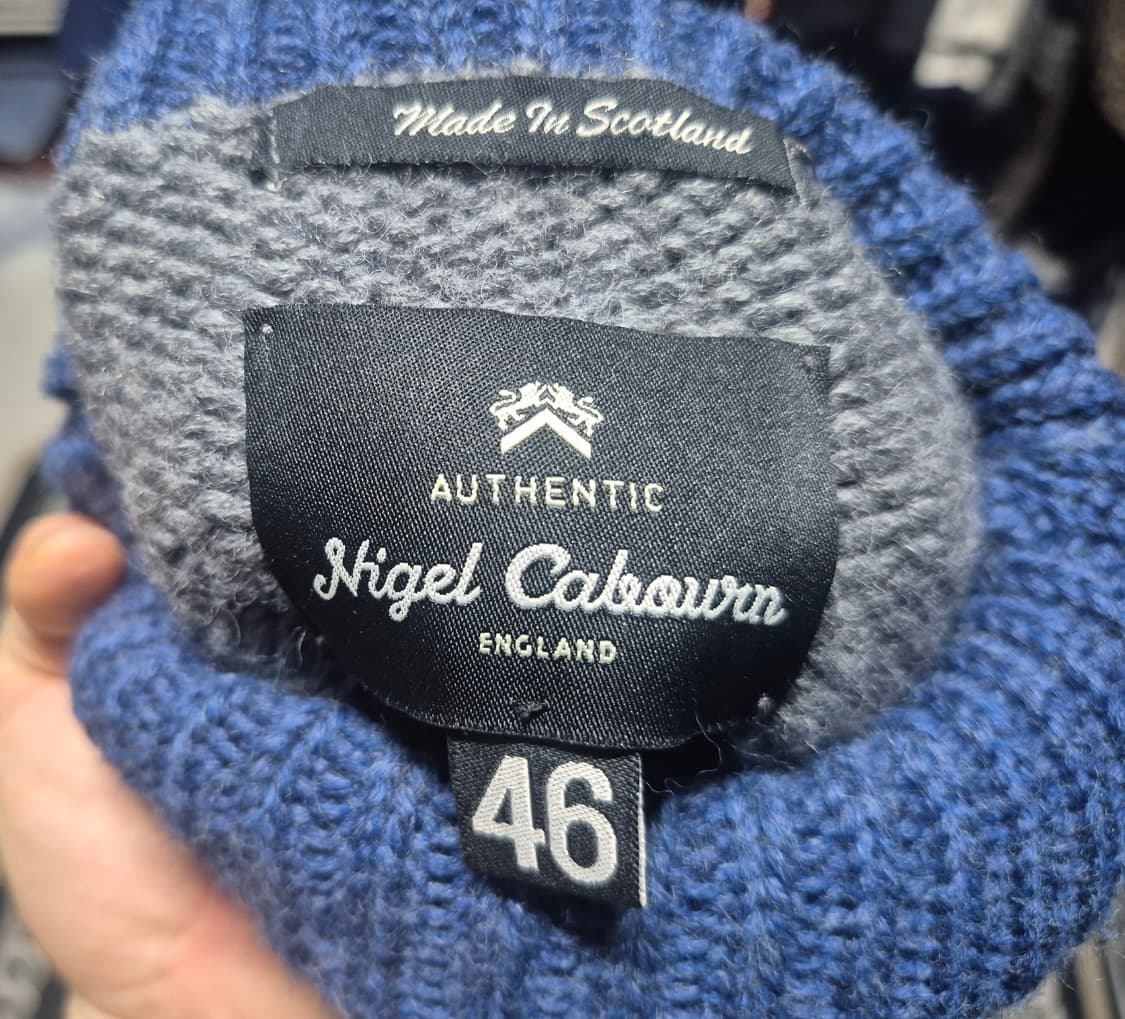 Made In Scotland
AUTHENTIC
Nigel Cabourn
ENGLAND
46